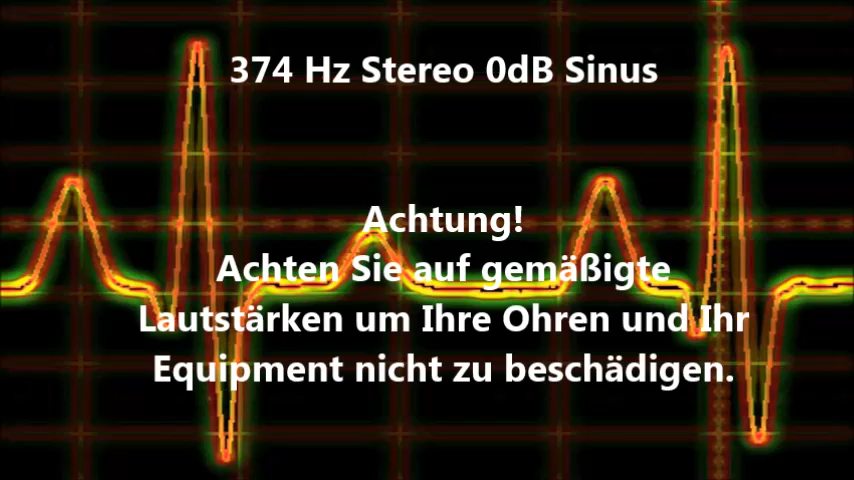 374 Hz Stereo 0dB Sinus
Achtung!
Achten Sie auf gemäßigte
Lautstärken um Ihre Ohren und Ihr
Equipment nicht zu beschädigen.